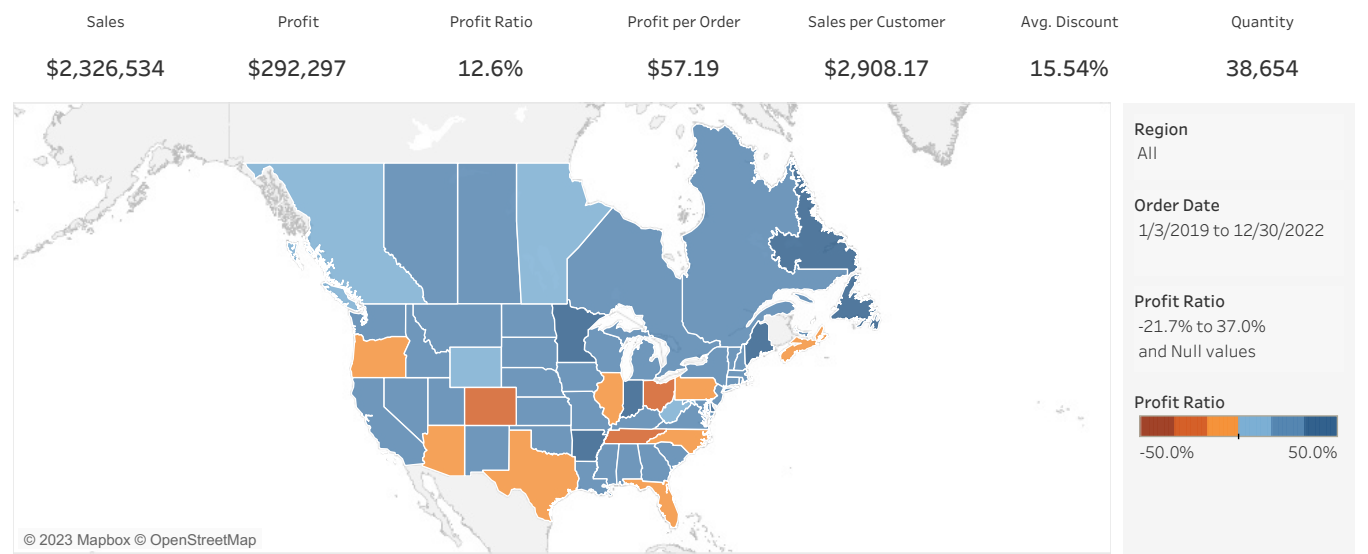 Sales Profit Profit Ratio Profit per Order Sales per Customer Avg. Discount Quantity
$2,326,534 $292,297 12.6% $57.19 $2,908.17 15.54% 38,654
Region
All
Order Date
1/3/2019 to 12/30/2022
Profit Ratio
-21.7% to 37.0%
and Null values
Profit Ratio
-50.0% 50.0%
© 2023 Mapbox © OpenStreetMap